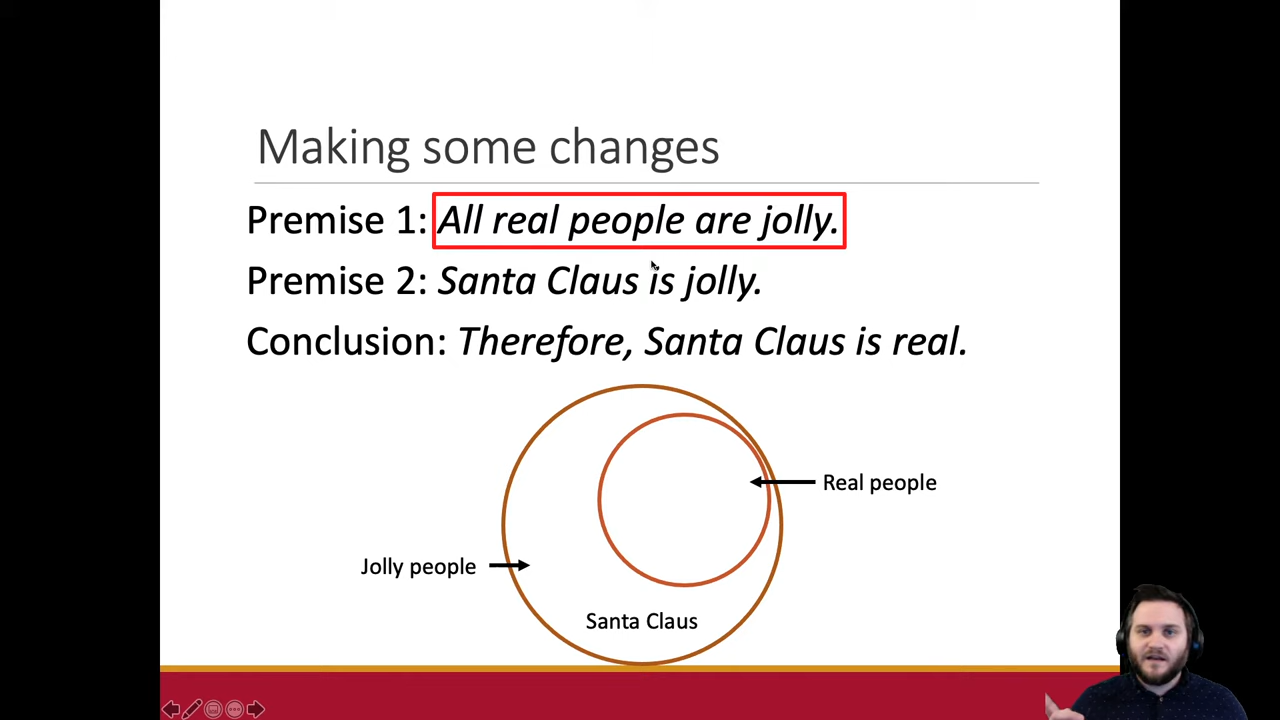 Making some changes
Premise 1: All real people are jolly.
Premise 2: Santa Claus is jolly.
Conclusion: Therefore, Santa Claus is real.
Real people
Jolly people
Santa Claus